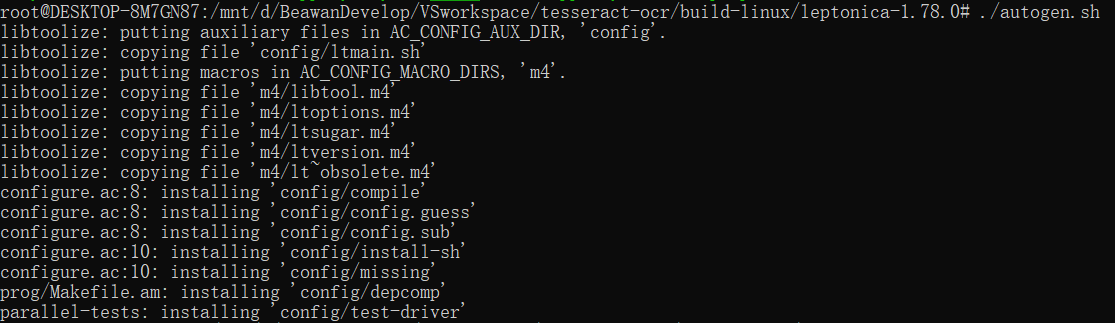 root@DESKTOP-8M7GN87:/mnt/d/BeawanDevelop/VSworkspace/tesseract-ocr/build-linux/leptonica-1.78.0# ./autogen.sh
libtoolize: putting auxiliary files in AC_CONFIG_AUX_DIR, 'config'.
libtoolize: copying file 'config/ltmain.sh'
libtoolize: putting macros in AC_CONFIG_MACRO_DIRS, 'm4'.
libtoolize: copying file 'm4/libtool.m4'
libtoolize: copying file 'm4/ltoptions.m4'
libtoolize: copying file 'm4/ltsugar.m4'
libtoolize: copying file 'm4/ltversion.m4'
libtoolize: copying file 'm4/lt~obsolete.m4'
configure.ac:8: installing 'config/compile'
configure.ac:8: installing 'config/config.guess'
configure.ac:8: installing 'config/config.sub'
configure.ac:10: installing 'config/install-sh'
configure.ac:10: installing 'config/missing'
prog/Makefile.am: installing 'config/depcomp'
parallel-tests: installing 'config/test-driver'